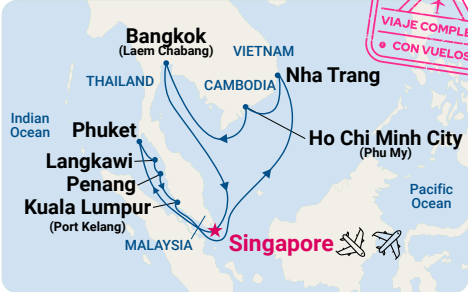 Bangkok
(Laem Chabang)
VIETNAM
VIAJE COMPLE
CON VUELOS
THAILAND
CAMBODIA
Nha Trang
Indian
Ocean
Phuket
Ho Chi Minh City
(Phu My)
Langkawi
Penang
Kuala Lumpur
(Port Kelang)
Pacific
Ocean
MALAYSIA
Singapore